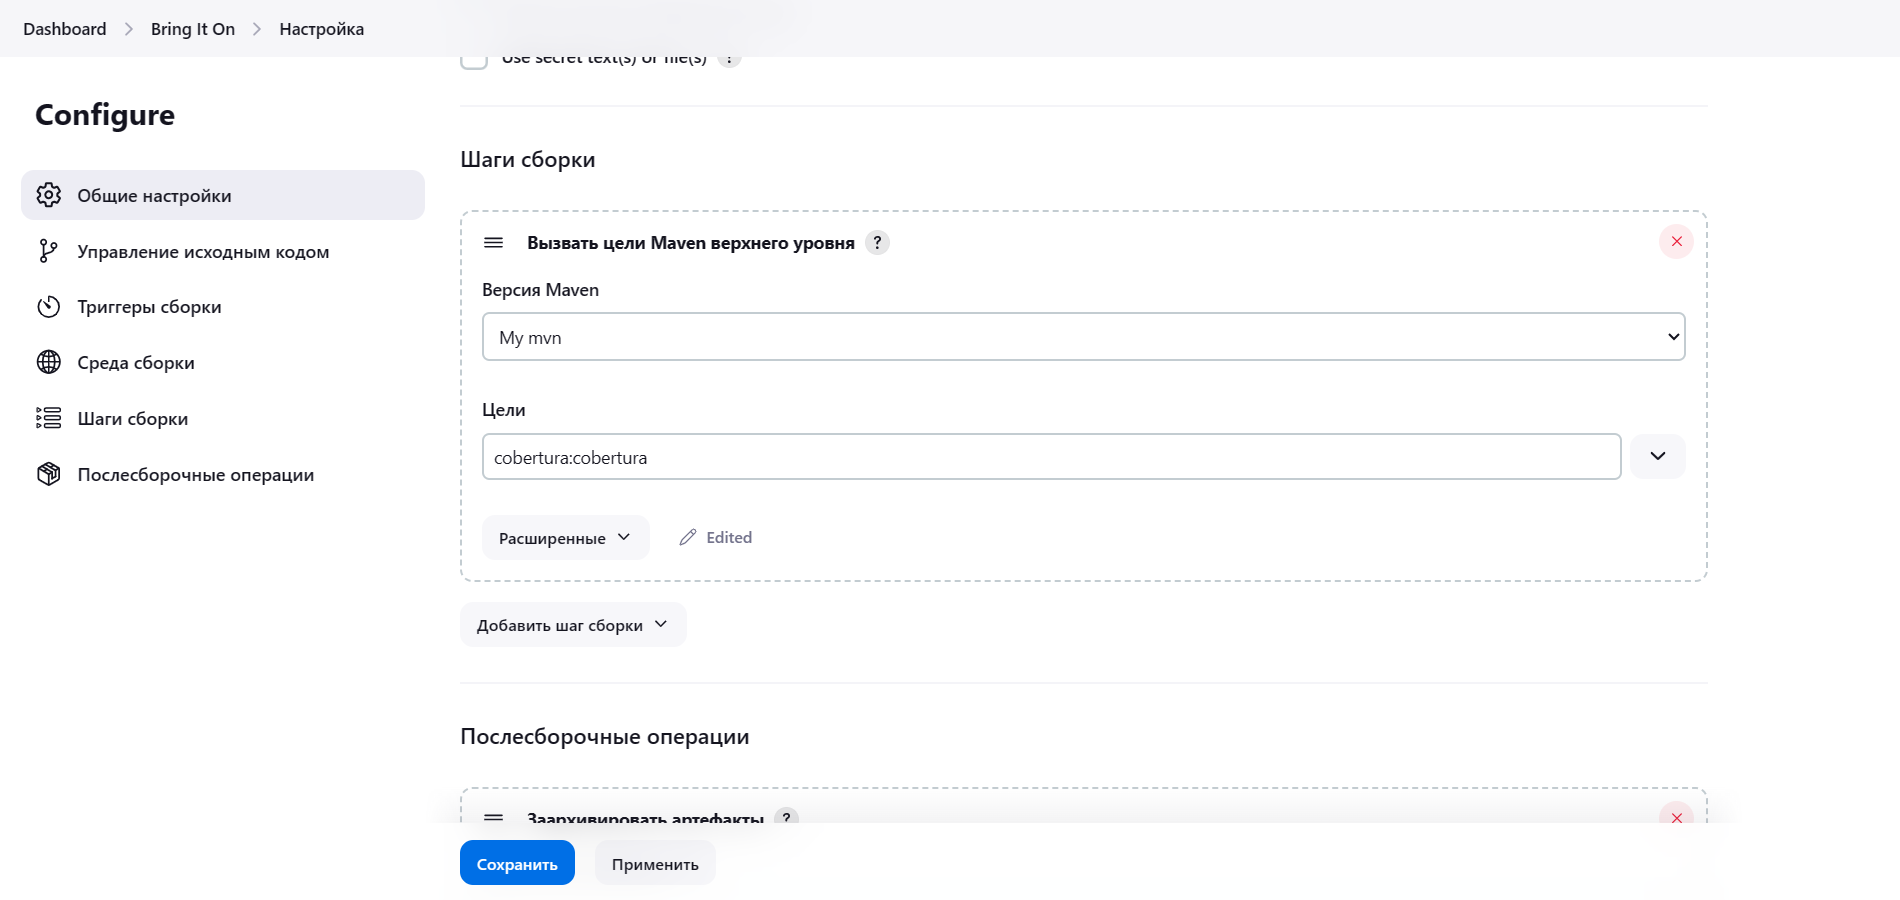 Dashboard > Bring It On > Настройка
Use secret text(s) or file(s) ?
Configure
Общие настройки
Управление исходным кодом
Триггеры сборки
Среда сборки
Шаги сборки
Послесборочные операции
Шаги сборки
Вызвать цели Maven верхнего уровня ?
Версия Maven
My mvn
Цели
cobertura:cobertura
Расширенные
Edited
Добавить шаг сборки
Послесборочные операции
Заархивировать артефакты ?
Сохранить
Применить